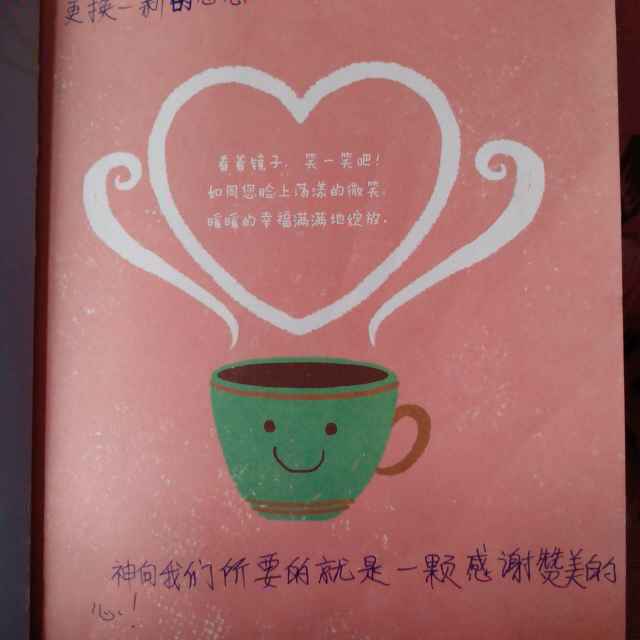 更换一新的
看着镜子，笑一笑吧！
如同您脸上荡漾的微笑，
暖暖的幸福满满地绽放.
神向我们所要的就是一颗感谢赞美的
心！